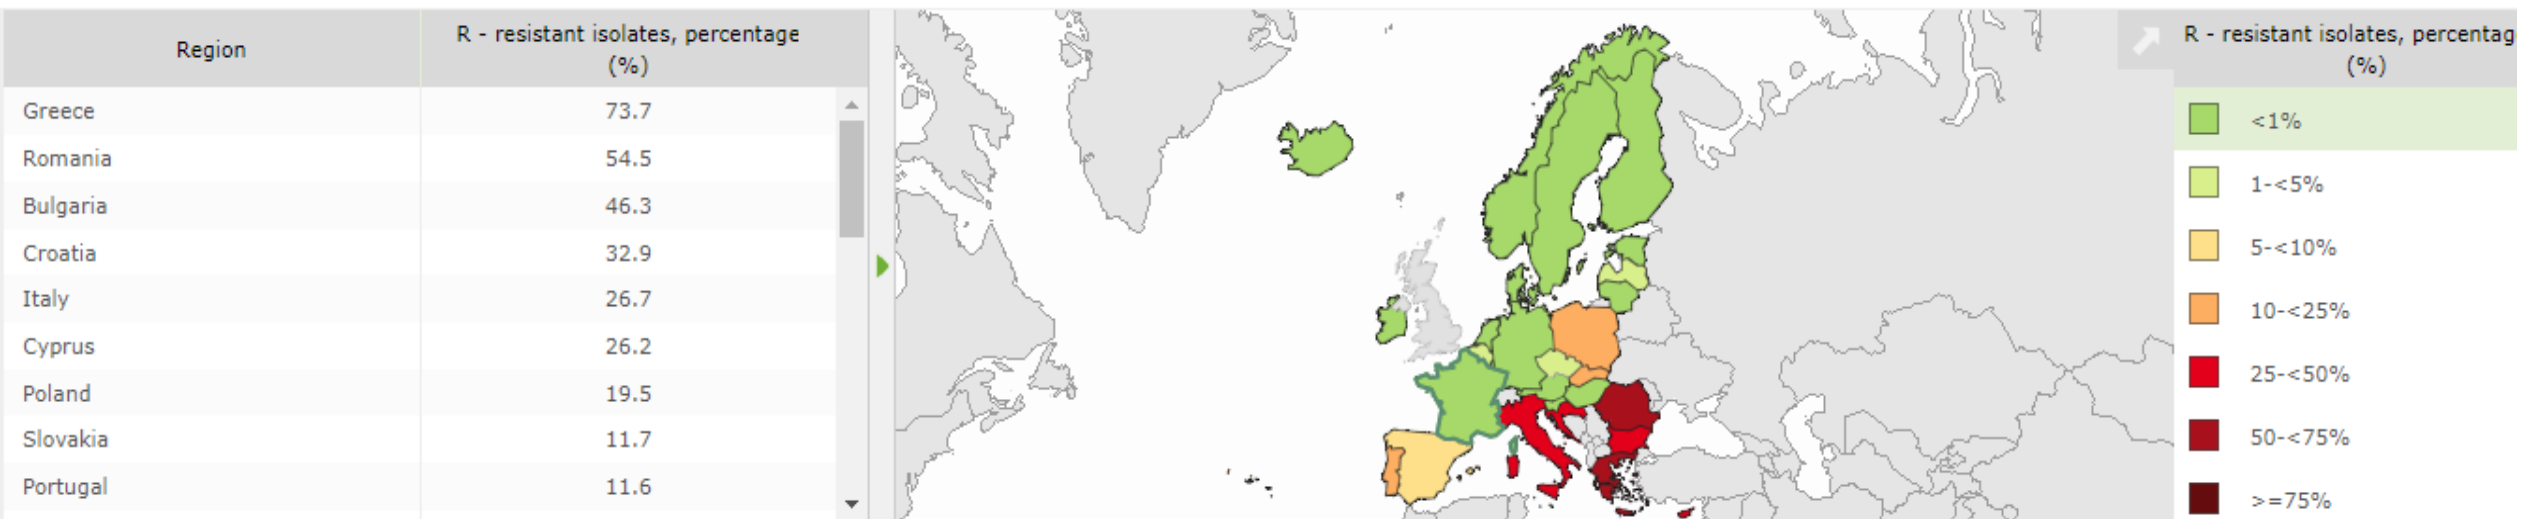 Region
R - resistant isolates, percentage
(%)
Greece 73.7
Romania 54.5
Bulgaria 46.3
Croatia 32.9
Italy 26.7
Cyprus 26.2
Poland 19.5
Slovakia 11.7
Portugal 11.6
R - resistant isolates, percentag
(%)
<1%
1-<5%
5-<10%
10-<25%
25-<50%
50-<75%
>=75%